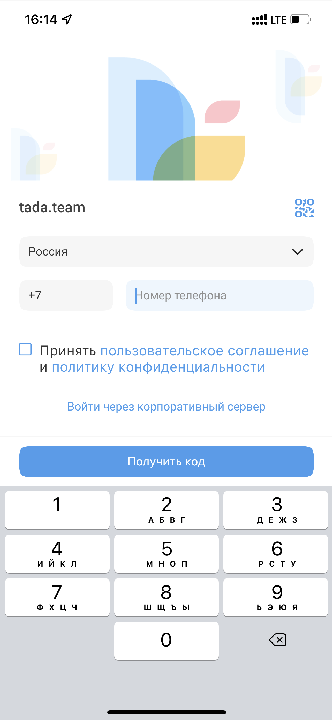 16:14
LTE
tada.team
Россия
+7
Номер телефона
Принять пользовательское соглашение
и политику конфиденциальности
Войти через корпоративный сервер
Получить код
1 2 3
АБВГ ДЕЖЗ
4 5 6
ИЙКЛ МНОП РСТУ
7 8 9
ФХЦЧ ШЩЪЫ ЬЭЮЯ
0